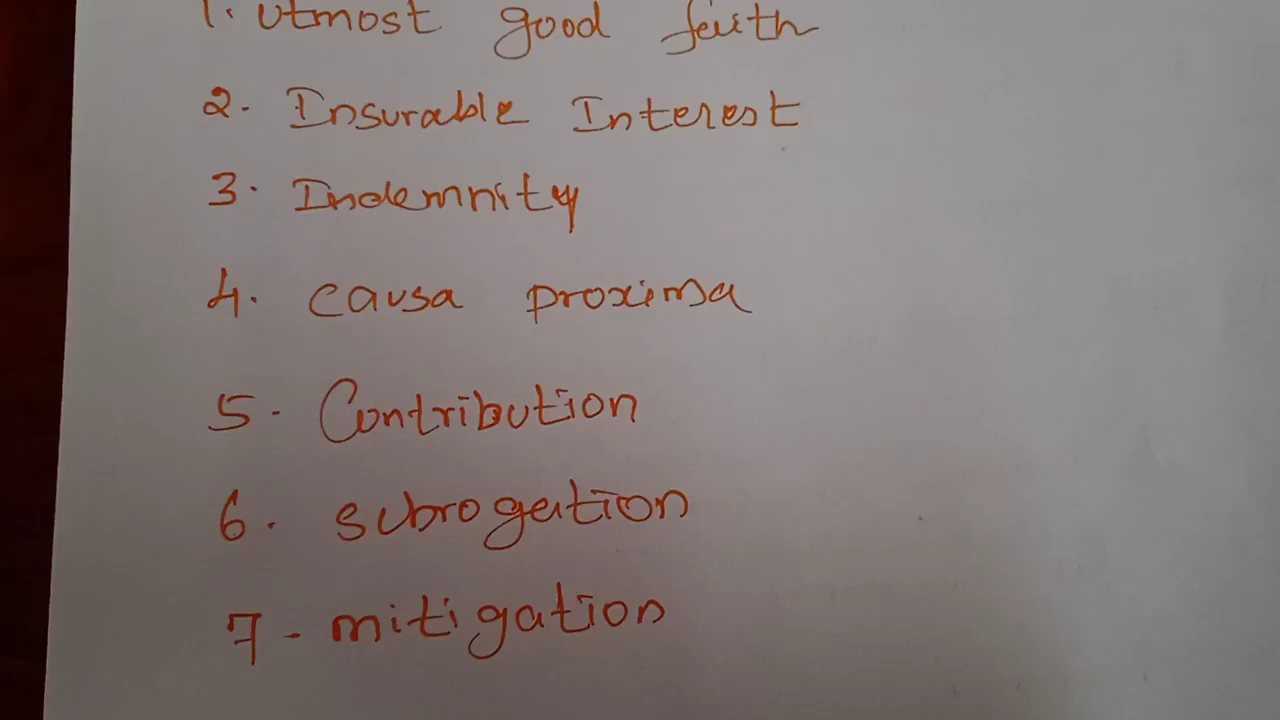 1. Utmost good faith
2. Insurable Interest
3. Indemnity
4. causa proxima
5. Contribution
6. subrogation
7. mitigation